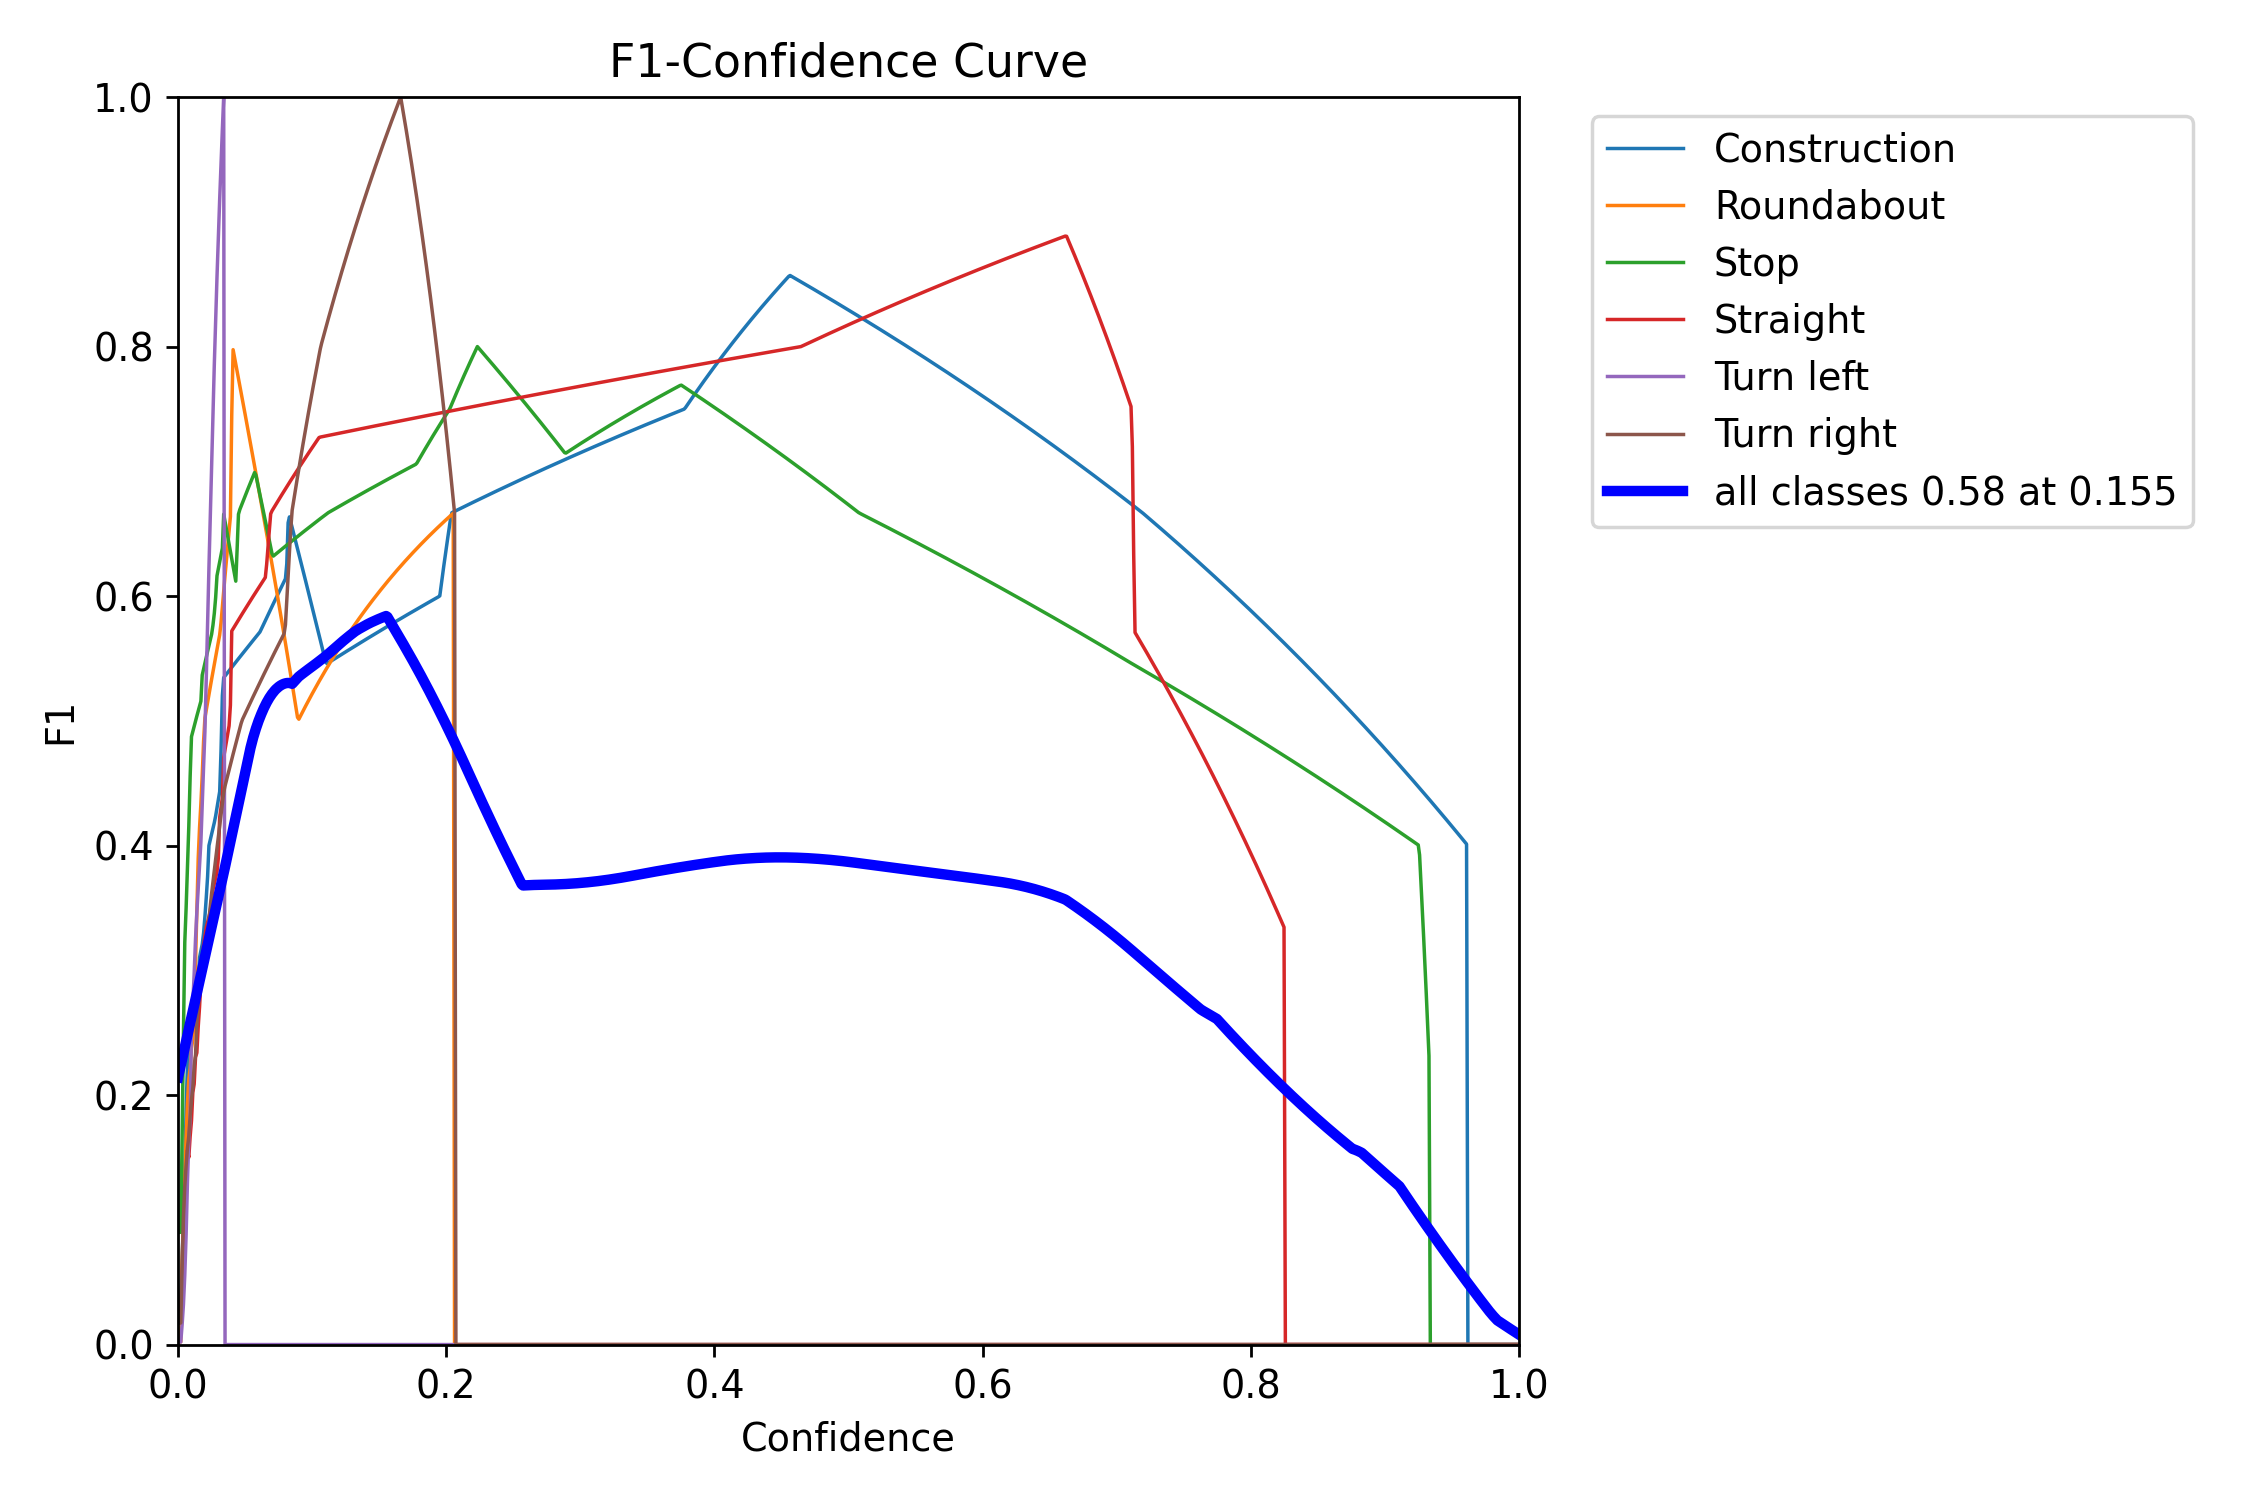 F1-Confidence Curve
1.0
0.8
0.6
0.4
0.2
0.0
F1
0.0 0.2 0.4 0.6 0.8 1.0
Confidence
Construction
Roundabout
Stop
Straight
Turn left
Turn right
all classes 0.58 at 0.155